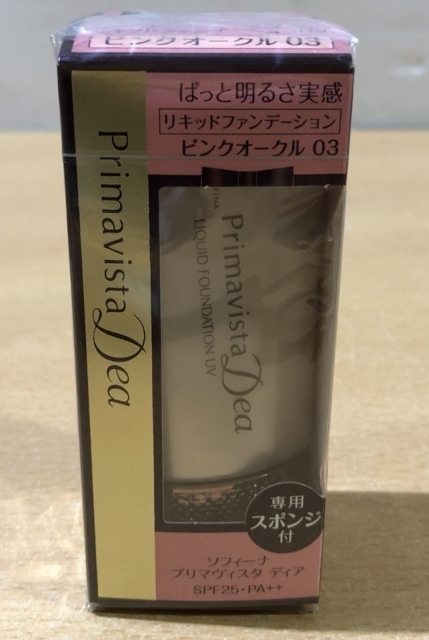 ピンクオークル 03
ぱっと明るさ実感
リキッドファンデーション
ピンクオークル 03
Primavista Dea
Primavista Dea
LIQUID FOUNDATION UV
専用
スポンジ
付
ソフィーナ
プリマヴィスタ ディア
SPF25・PA++